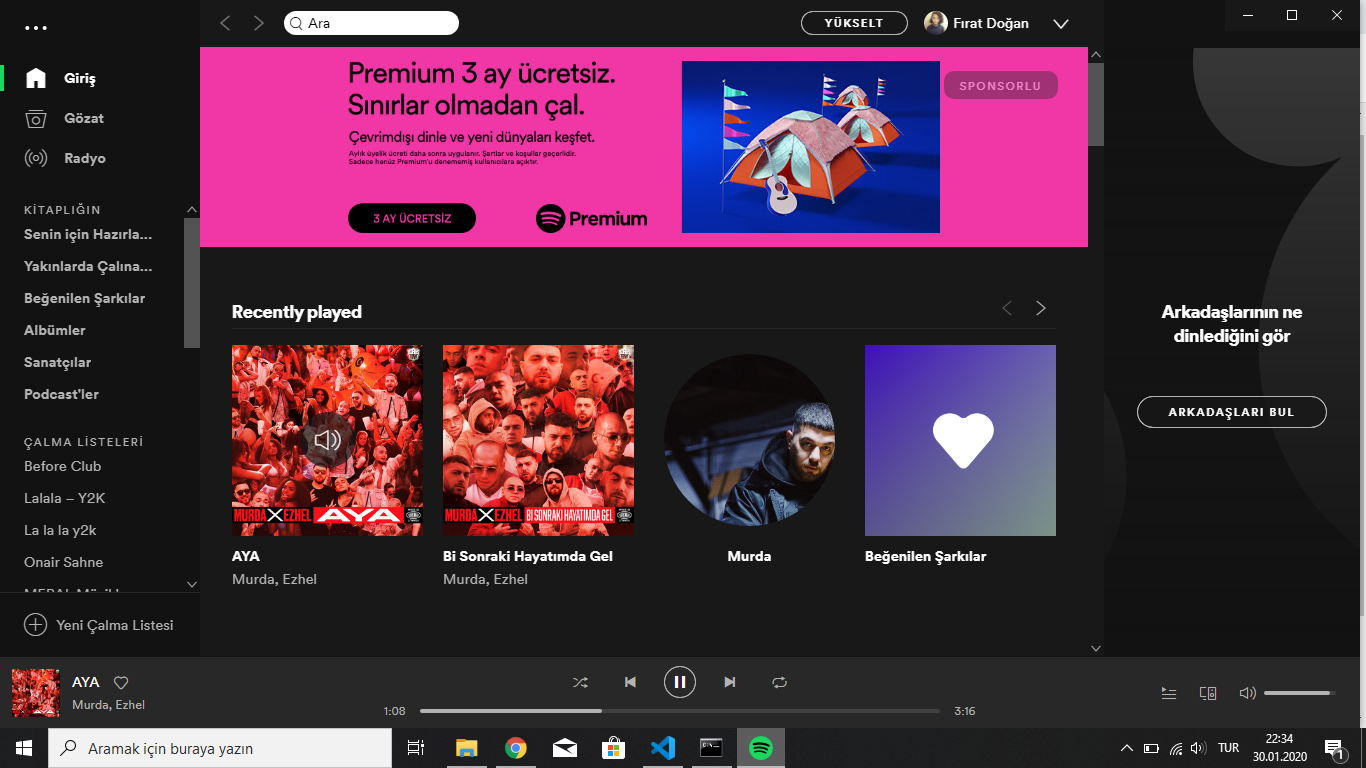 Ara
YÜKSELT
Fırat Doğan
Giriş
Gözat
Radyo
KİTAPLIĞIN
Senin için Hazırla...
Yakınlarda Çalına...
Beğenilen Şarkılar
Albümler
Sanatçılar
Podcast'ler
ÇALMA LİSTELERİ
Before Club
Lalala – Y2K
La la la y2k
Onair Sahne
Yeni Çalma Listesi
Premium 3 ay ücretsiz.
Sınırlar olmadan çal.
Çevrimdışı dinle ve yeni dünyaları keşfet.
Aylık üyelik ücreti daha sonra uygulanır. Şartlar ve koşullar geçerlidir.
Sadece henüz Premium'u denememiş kullanıcılara açıktır.
3 AY ÜCRETSİZ
Premium
SPONSORLU
Recently played
MURDA X EZHEL AYA
MURDA X EZHEL BI SONRAKI HAYATIMDA GEL
AYA
Murda, Ezhel
Bi Sonraki Hayatımda Gel
Murda, Ezhel
Murda
Beğenilen Şarkılar
Arkadaşlarının ne
dinlediğini gör
ARKADAŞLARI BUL
AYA
Murda, Ezhel
1:08
3:16
Aramak için buraya yazın
TUR
22:34
30.01.2020
1